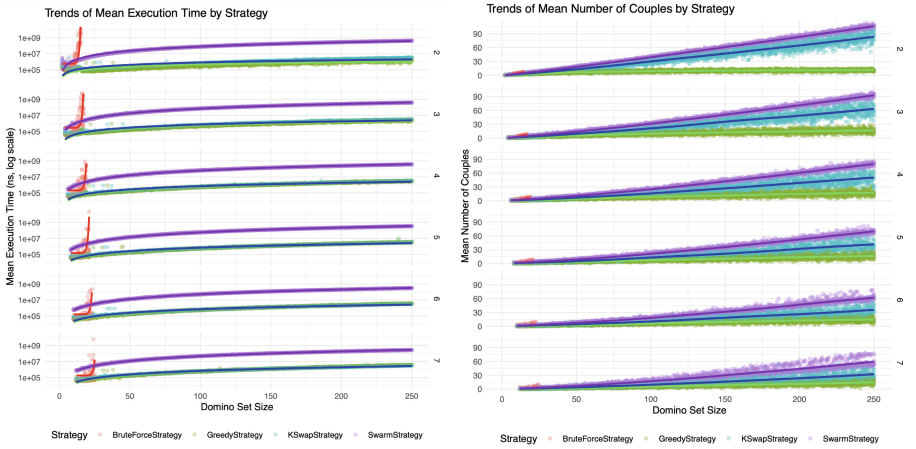 Trends of Mean Execution Time by Strategy
Mean Execution Time (ns, log scale)
1e+09
1e+07
1e+05
2
1e+09
1e+07
1e+05
3
1e+09
1e+07
1e+05
4
1e+09
1e+07
1e+05
5
1e+09
1e+07
1e+05
6
1e+09
1e+07
1e+05
7
0 50 100 150 200 250
Domino Set Size
Strategy BruteForceStrategy GreedyStrategy KSwapStrategy SwarmStrategy
Trends of Mean Number of Couples by Strategy
Mean Number of Couples
90
60
30
0
2
90
60
30
0
3
90
60
30
0
4
90
60
30
0
5
90
60
30
0
6
90
60
30
0
7
0 50 100 150 200 250
Domino Set Size
Strategy BruteForceStrategy GreedyStrategy KSwapStrategy SwarmStrategy